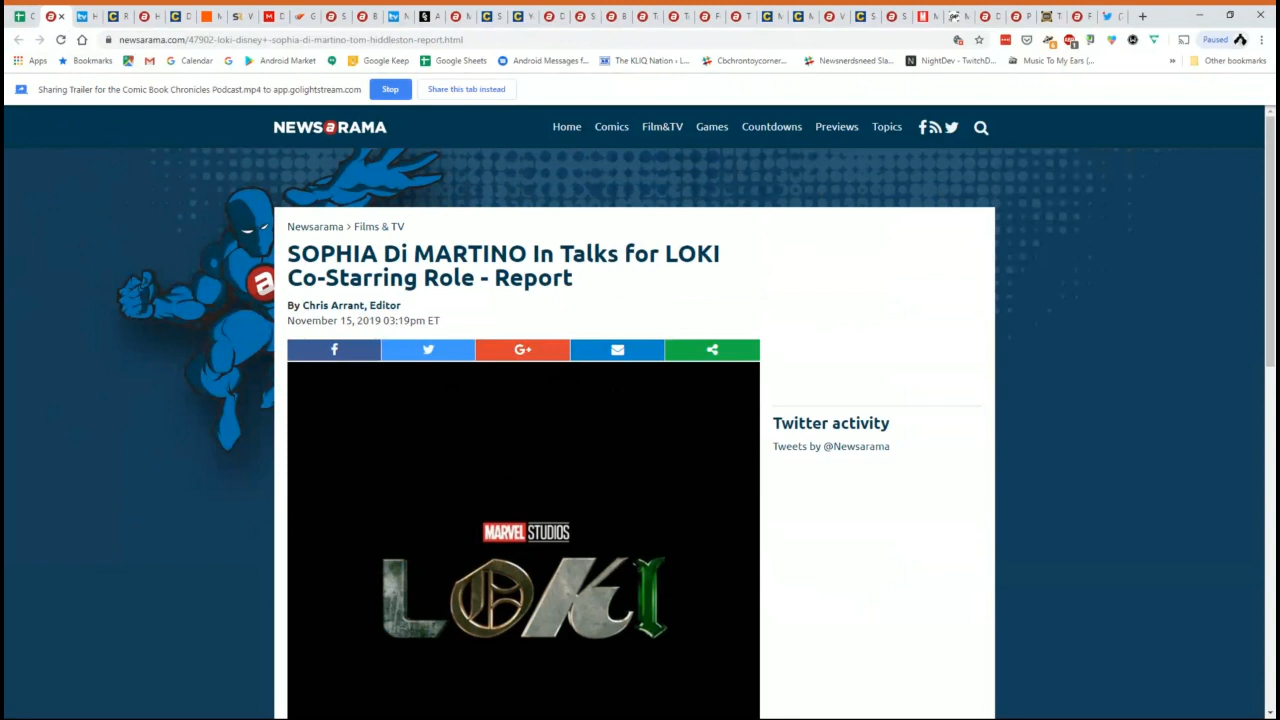 newsarama.com/47902-loki-disney+-sophia-di-martino-tom-hiddleston-report.html
Paused
Apps
Bookmarks
Calendar
Android Market
Google Keep
Google Sheets
Android Messages f...
The KLIQ Nation › L...
Cbchrontoycorner...
Newsnerdsneed Sla...
NightDev - TwitchD...
Music To My Ears (...
»
Other bookmarks
Sharing Trailer for the Comic Book Chronicles Podcast.mp4 to app.golightstream.com
Stop
Share this tab instead
NEWSaRAMA
Home
Comics
Film&TV
Games
Countdowns
Previews
Topics
Newsarama > Films & TV
SOPHIA Di MARTINO In Talks for LOKI
Co-Starring Role - Report
By Chris Arrant, Editor
November 15, 2019 03:19pm ET
G+
Twitter activity
Tweets by @Newsarama
MARVEL STUDIOS
LOKI